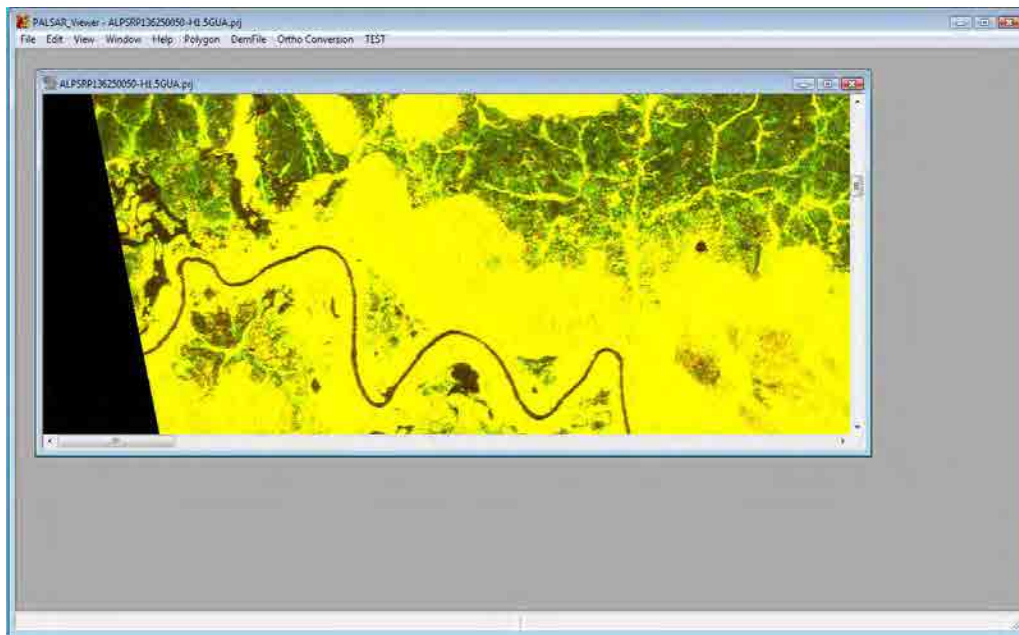 PALSAR_Viewer - ALPSRP136250050-H1.5GUA.prj
File Edit View Window Help Polygon DemFile Ortho Conversion TEST
ALPSRP136250050-H1.5GUA.prj